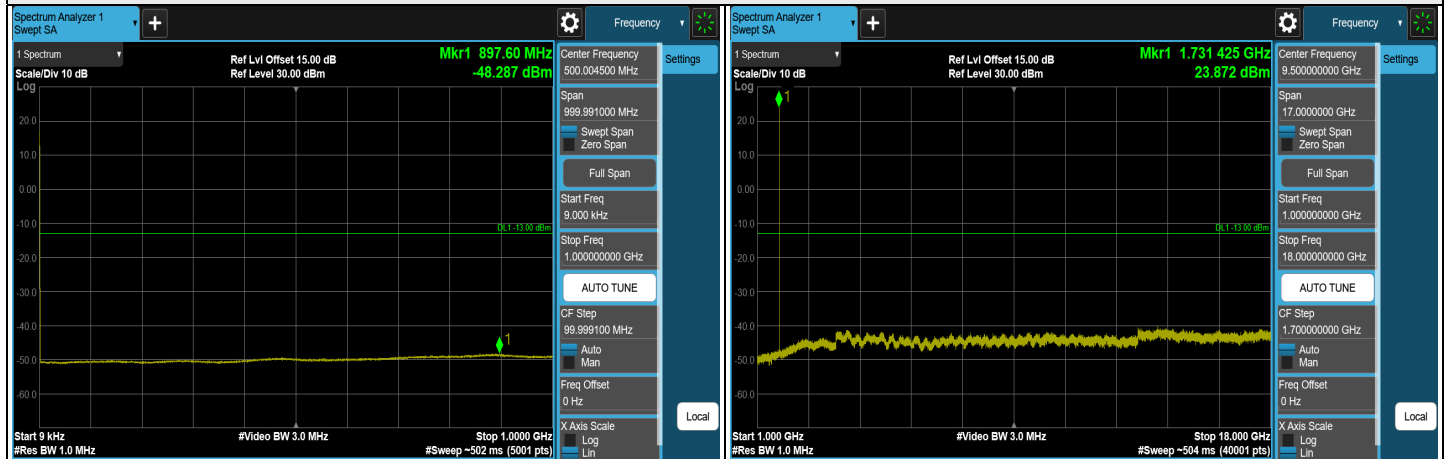 Spectrum Analyzer 1
Swept SA
+
Frequency
1 Spectrum
Scale/Div 10 dB
Log
Ref Lvl Offset 15.00 dB
Ref Level 30.00 dBm
Mkr1 897.60 MHz
-48.287 dBm
20.0
10.0
0.00
-10.0
-20.0
-30.0
-40.0
-50.0
-60.0
DL1 -13.00 dBm
1
Start 9 kHz
#Res BW 1.0 MHz
#Video BW 3.0 MHz
Stop 1.0000 GHz
#Sweep ~502 ms (5001 pts)
Center Frequency
500.004500 MHz
Span
999.991000 MHz
Swept Span
Zero Span
Full Span
Start Freq
9.000 kHz
Stop Freq
1.000000000 GHz
AUTO TUNE
CF Step
99.999100 MHz
Auto
Man
Freq Offset
0 Hz
X Axis Scale
Log
Lin
Settings
Local
Spectrum Analyzer 1
Swept SA
+
Frequency
1 Spectrum
Scale/Div 10 dB
Log
Ref Lvl Offset 15.00 dB
Ref Level 30.00 dBm
Mkr1 1.731 425 GHz
23.872 dBm
1
20.0
10.0
0.00
-10.0
-20.0
-30.0
-40.0
-50.0
-60.0
DL1 -13.00 dBm
Start 1.000 GHz
#Res BW 1.0 MHz
#Video BW 3.0 MHz
Stop 18.000 GHz
#Sweep ~504 ms (40001 pts)
Center Frequency
9.500000000 GHz
Span
17.0000000 GHz
Swept Span
Zero Span
Full Span
Start Freq
1.000000000 GHz
Stop Freq
18.000000000 GHz
AUTO TUNE
CF Step
1.700000000 GHz
Auto
Man
Freq Offset
0 Hz
X Axis Scale
Log
Lin
Settings
Local